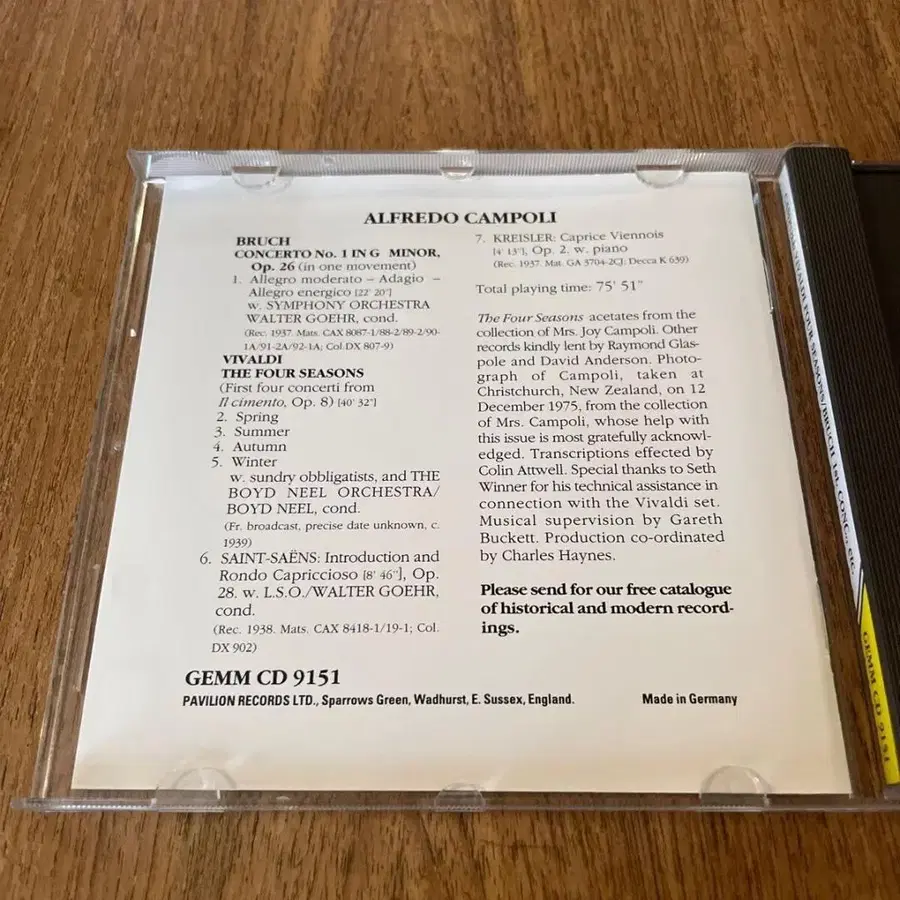 ALFREDO CAMPOLI
BRUCH
CONCERTO No. 1 IN G MINOR,
Op. 26 (in one movement)
1. Allegro moderato – Adagio –
Allegro energico [22' 20"]
w. SYMPHONY ORCHESTRA
WALTER GOEHR, cond.
(Rec. 1937. Mats. CAX 8087-1/88-2/89-2/90-
1A/91-2A/92-1A; Col. DX 807-9)
VIVALDI
THE FOUR SEASONS
(First four concerti from
Il cimento, Op. 8) [40' 32"]
2. Spring
3. Summer
4. Autumn
5. Winter
w. sundry obbligatists, and THE
BOYD NEEL ORCHESTRA/
BOYD NEEL, cond.
(Fr. broadcast, precise date unknown, c.
1939)
6. SAINT-SAËNS: Introduction and
Rondo Capriccioso [8' 46"], Op.
28. w. L.S.O./WALTER GOEHR,
cond.
(Rec. 1938. Mats. CAX 8418-1/19-1; Col.
DX 902)
7. KREISLER: Caprice Viennois
[4' 13"], Op. 2. w. piano
(Rec. 1937. Mat. GA 3704-2CJ; Decca K 639)
Total playing time: 75' 51"
The Four Seasons acetates from the
collection of Mrs. Joy Campoli. Other
records kindly lent by Raymond Glas-
pole and David Anderson. Photo-
graph of Campoli, taken at
Christchurch, New Zealand, on 12
December 1975, from the collection
of Mrs. Campoli, whose help with
this issue is most gratefully acknowl-
edged. Transcriptions effected by
Colin Attwell. Special thanks to Seth
Winner for his technical assistance in
connection with the Vivaldi set.
Musical supervision by Gareth
Buckett. Production co-ordinated
by Charles Haynes.
Please send for our free catalogue
of historical and modern record-
ings.
GEMM CD 9151
PAVILION RECORDS LTD., Sparrows Green, Wadhurst, E. Sussex, England.
Made in Germany
VIVALDI FOUR SEASONS/BRUCH 1st. CONC., etc.
GEMM CD 9151